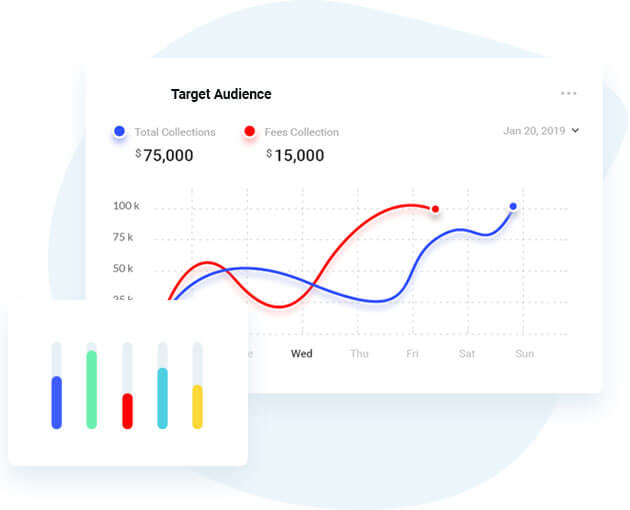 Target Audience
Total Collections
Fees Collection
Jan 20, 2019
$75,000
$15,000
100 k
75 k
50 k
25 k
Wed
Thu
Fri
Sat
Sun